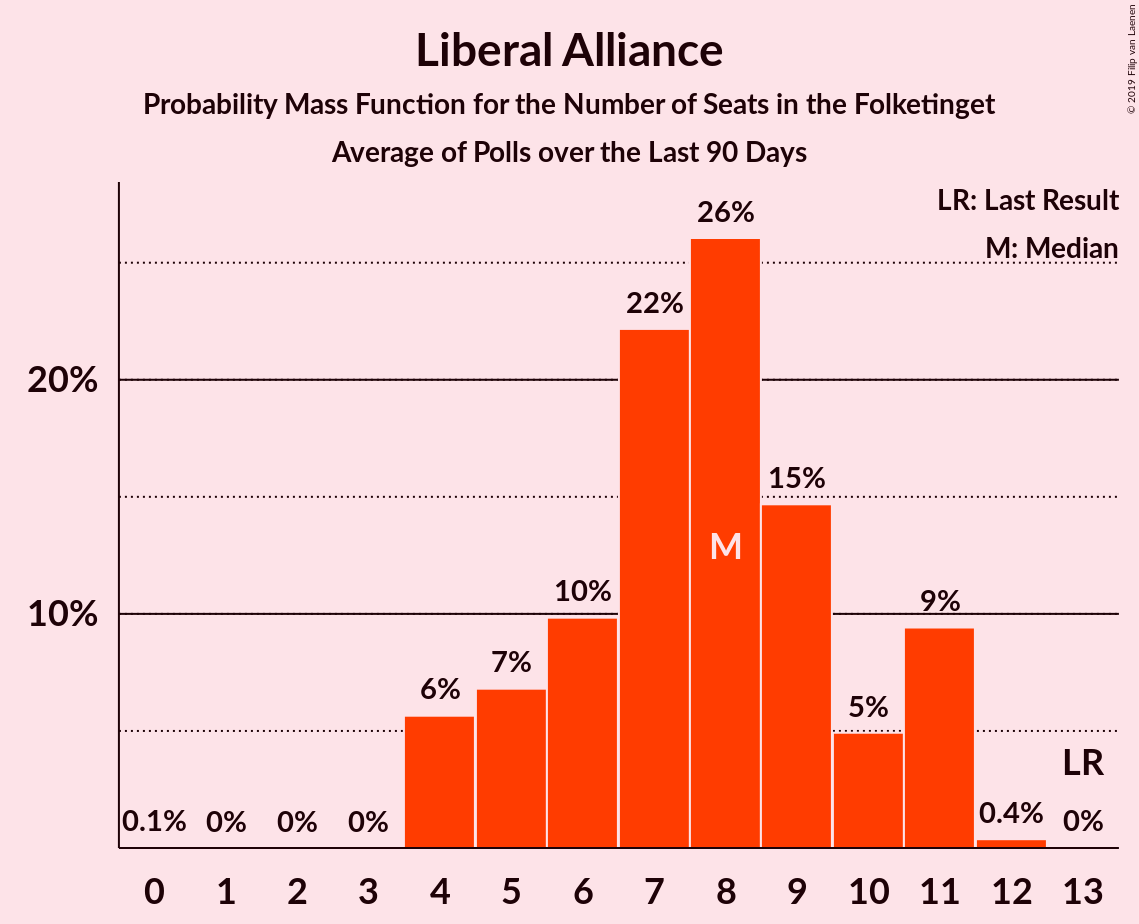 Liberal Alliance
Probability Mass Function for the Number of Seats in the Folketinget
Average of Polls over the Last 90 Days
© 2019 Filip van Laenen
LR: Last Result
M: Median
26%
22%
20%
15%
M
10%
10%
9%
7%
6%
5%
LR
0.1% 0% 0% 0% 0.4% 0%
0 1 2 3 4 5 6 7 8 9 10 11 12 13